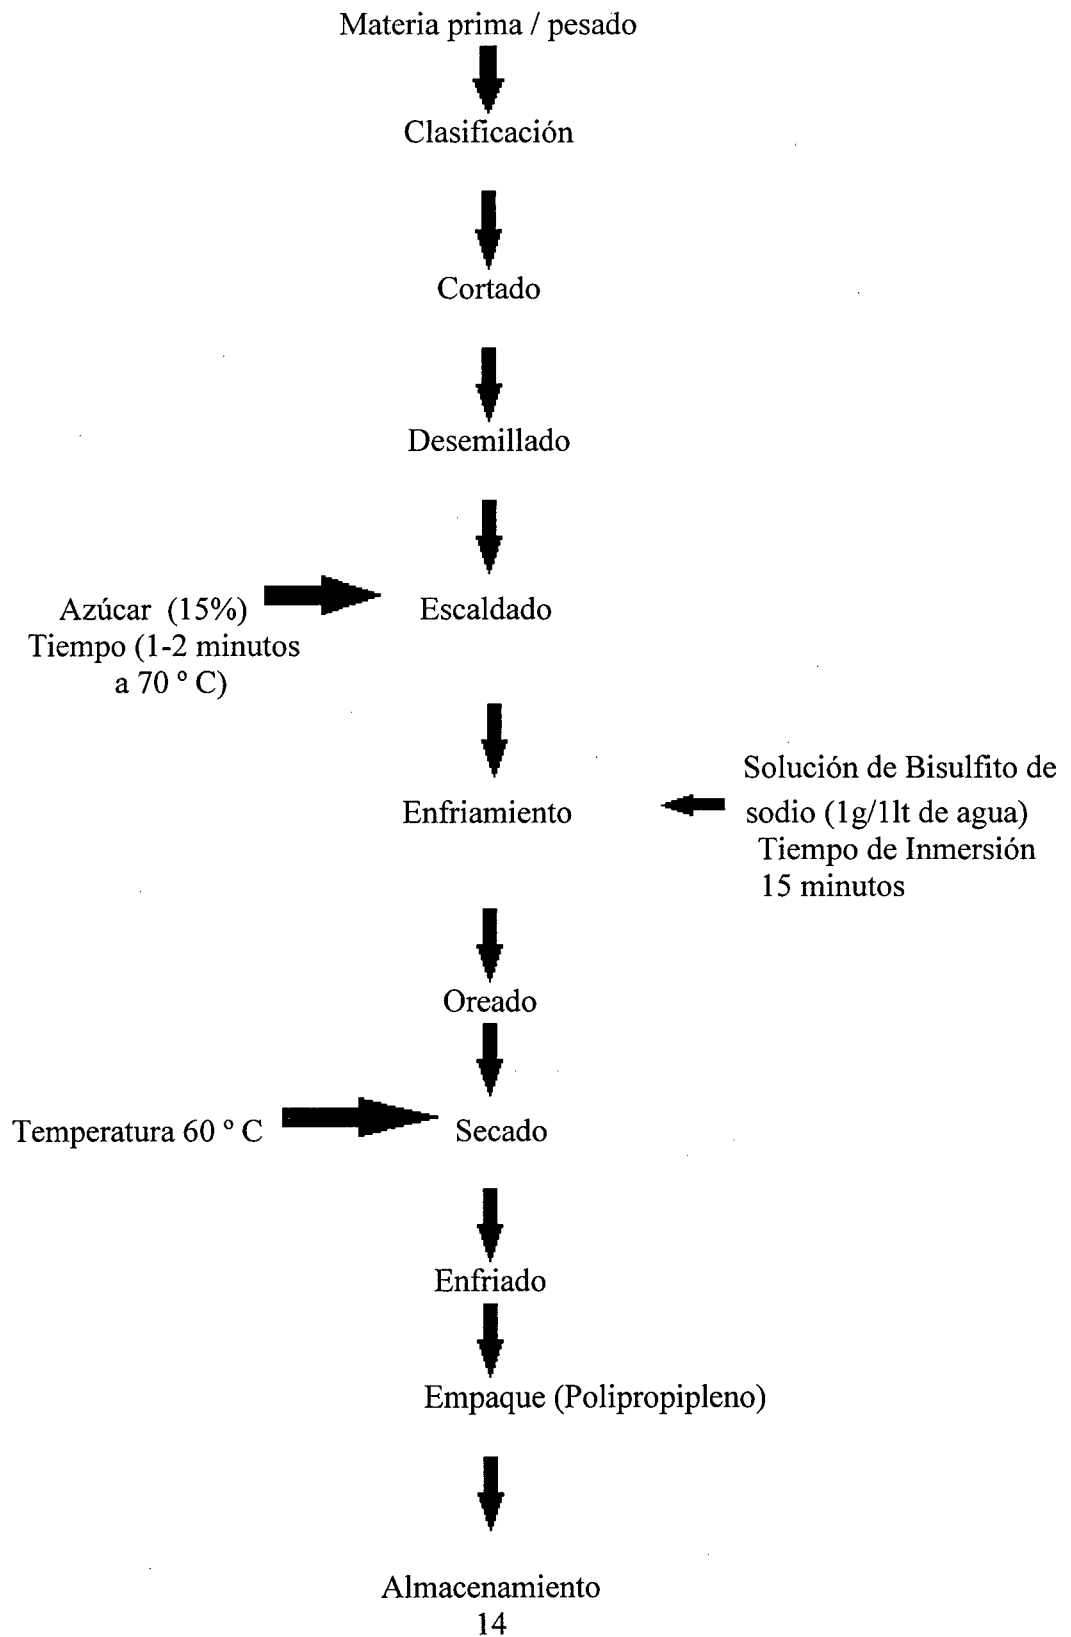 Materia prima / pesado
Clasificación
Cortado
Desemillado
Escaldado
Azúcar (15%)
Tiempo (1-2 minutos
a 70 º C)
Enfriamiento
Solución de Bisulfito de
sodio (1g/1lt de agua)
Tiempo de Inmersión
15 minutos
Oreado
Secado
Temperatura 60 º C
Enfriado
Empaque (Polipropipleno)
Almacenamiento
14